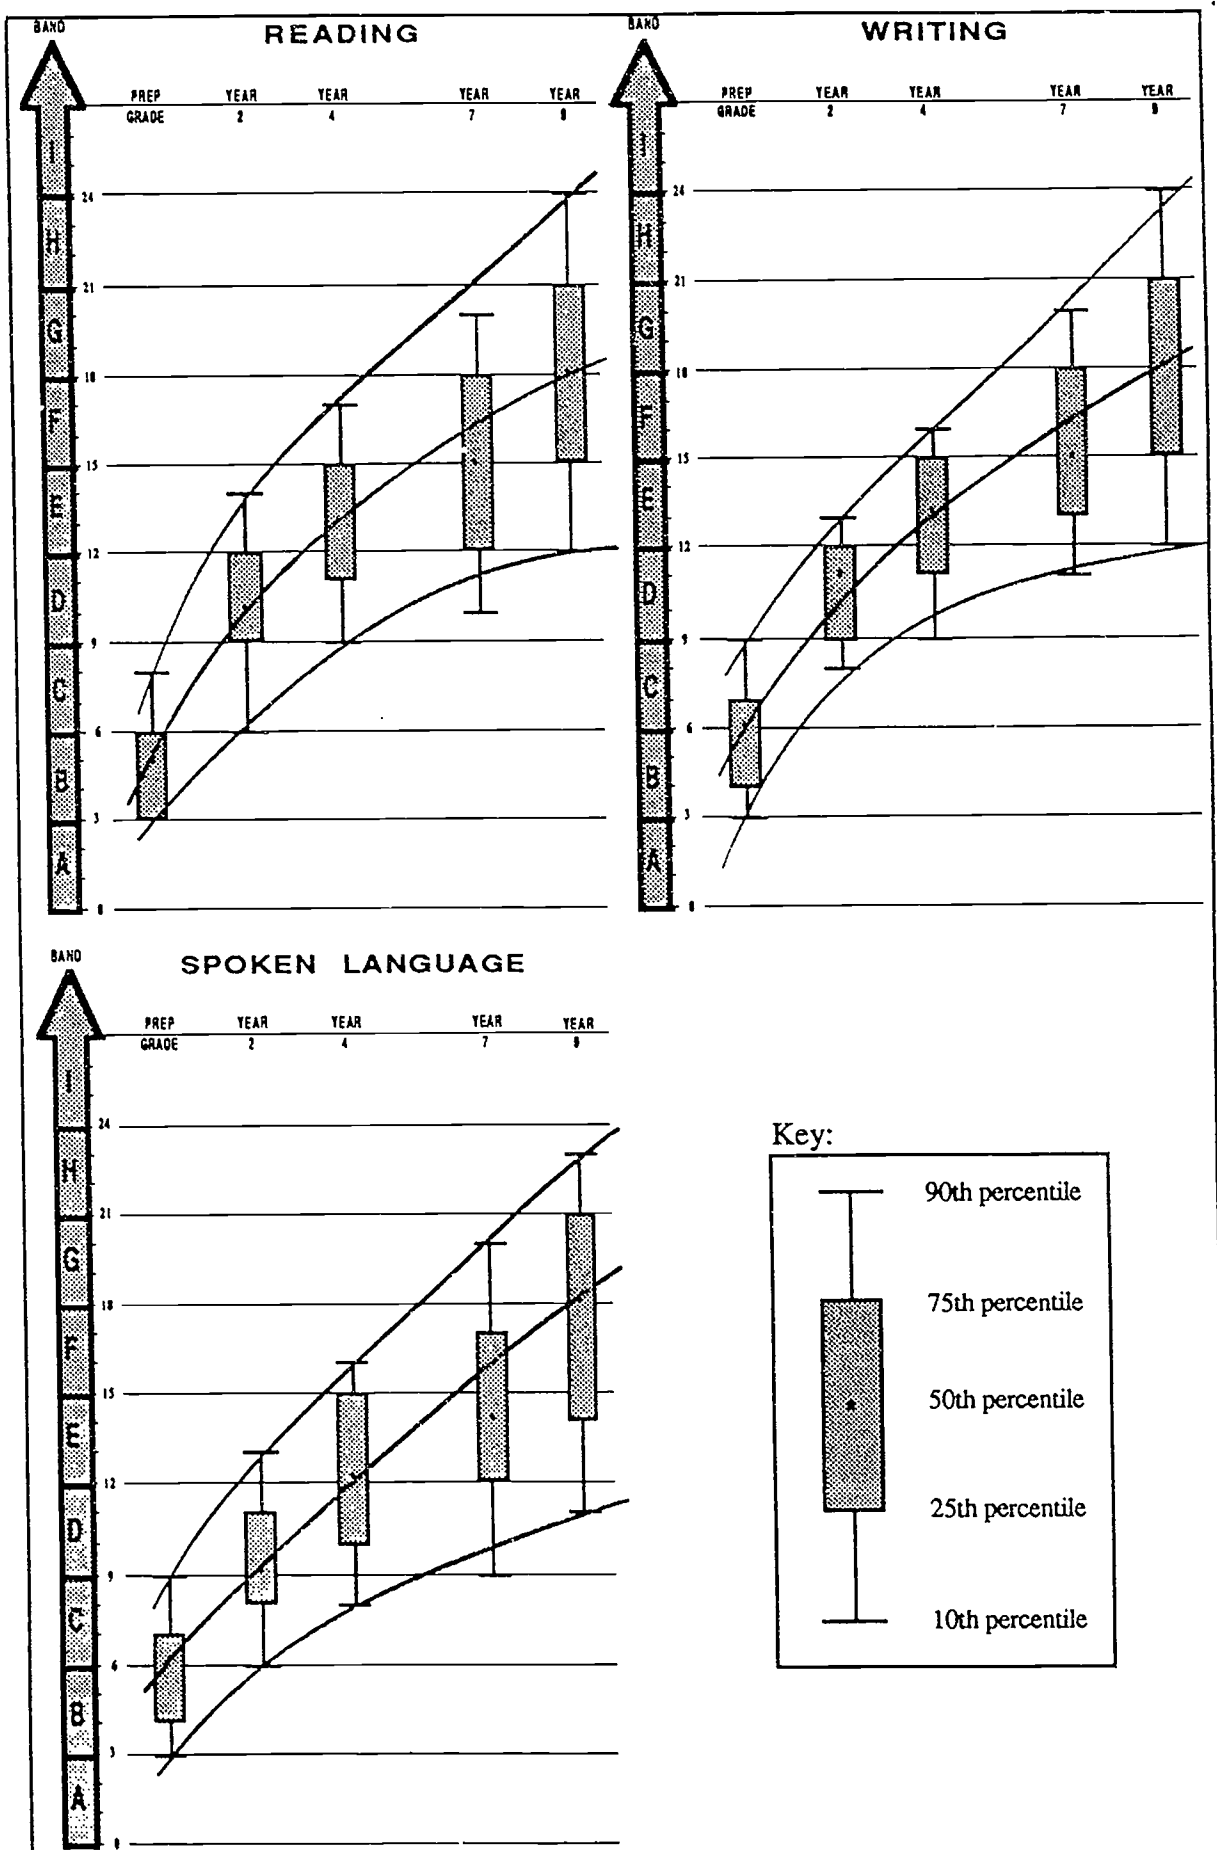 BAND
READING
PREP GRADE
YEAR 2
YEAR 4
YEAR 7
YEAR 9
I
24
H
21
G
18
F
15
E
12
D
9
C
6
B
3
A
0
BAND
WRITING
PREP GRADE
YEAR 2
YEAR 4
YEAR 7
YEAR 9
I
24
H
21
G
18
F
15
E
12
D
9
C
6
B
3
A
0
BAND
SPOKEN LANGUAGE
PREP GRADE
YEAR 2
YEAR 4
YEAR 7
YEAR 9
I
24
H
21
G
18
F
15
E
12
D
9
C
6
B
3
A
0
Key:
90th percentile
75th percentile
50th percentile
25th percentile
10th percentile